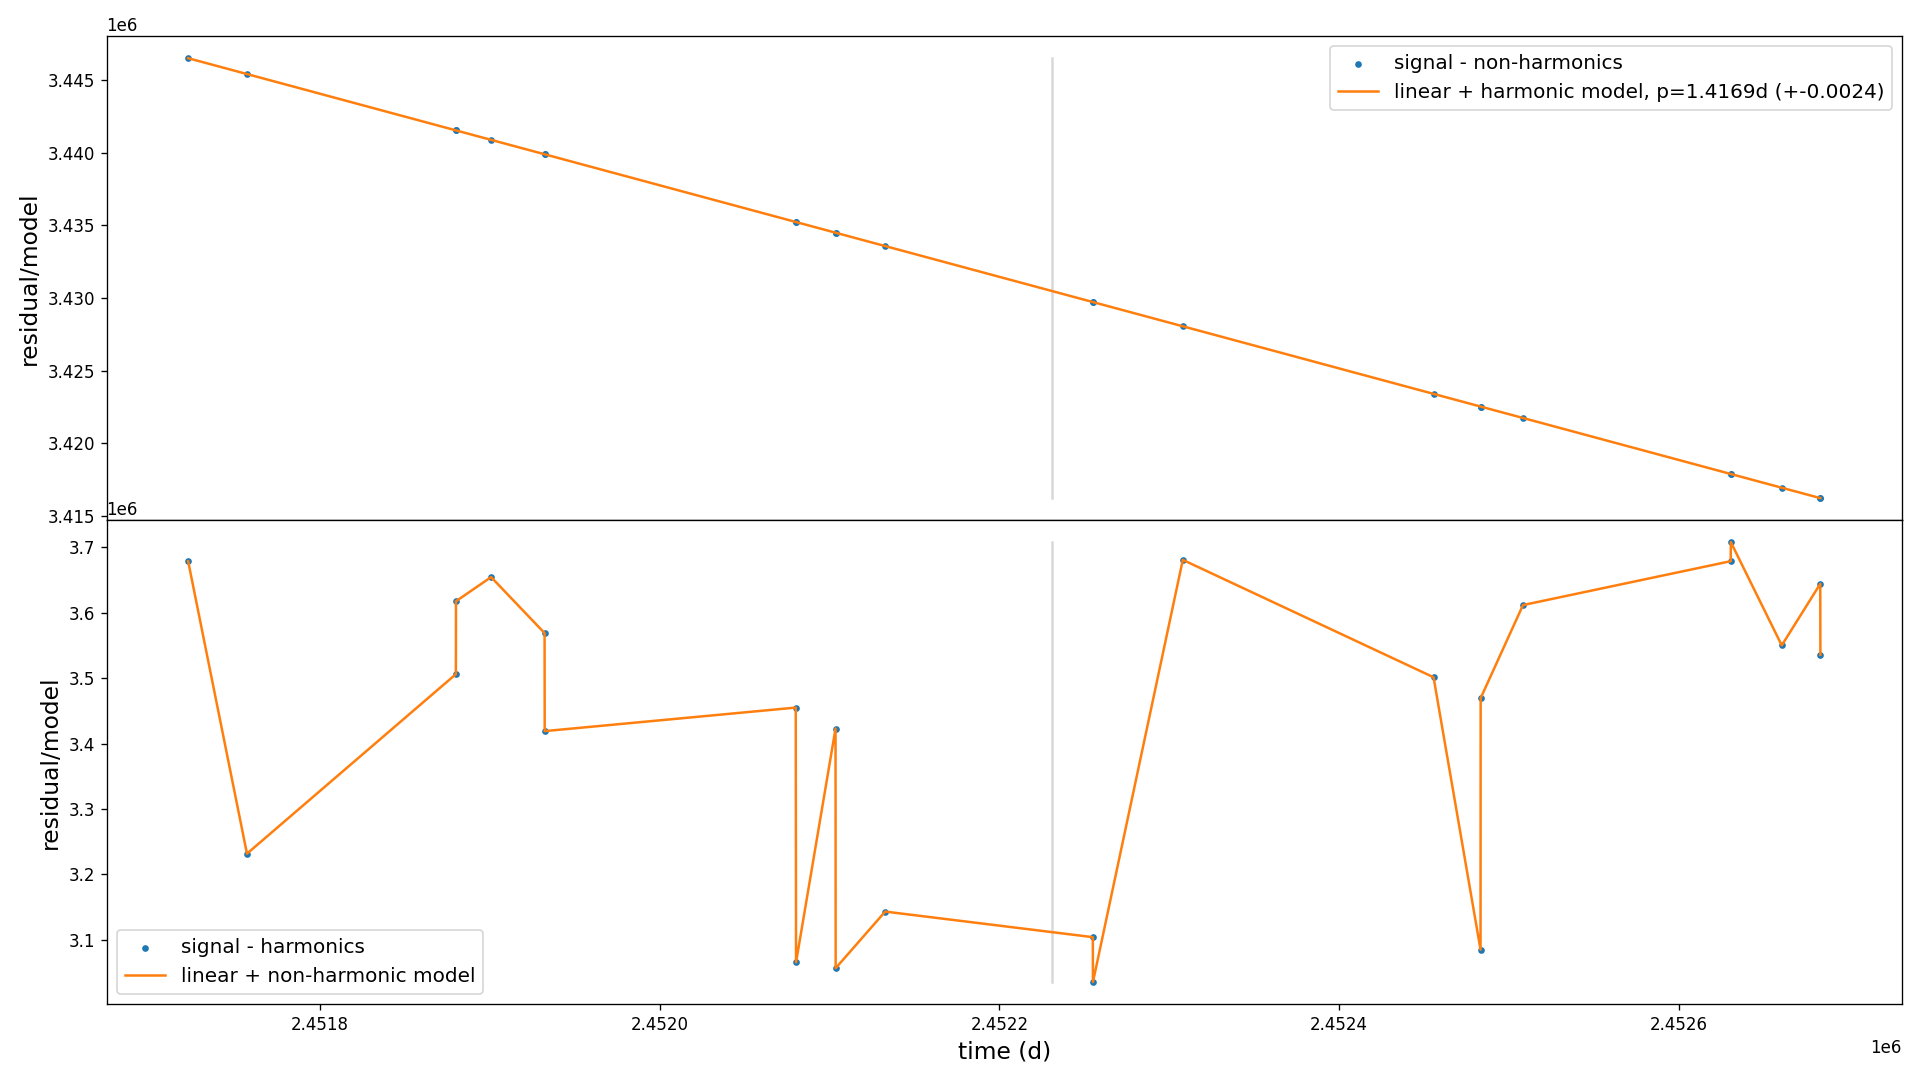 1e6
3.445
3.440
3.435
3.430
3.425
3.420
3.415
residual/model
signal - non-harmonics
linear + harmonic model, p=1.4169d (+-0.0024)
1e6
3.7
3.6
3.5
3.4
3.3
3.2
3.1
residual/model
signal - harmonics
linear + non-harmonic model
2.4518
2.4520
2.4522
2.4524
2.4526
1e6
time (d)